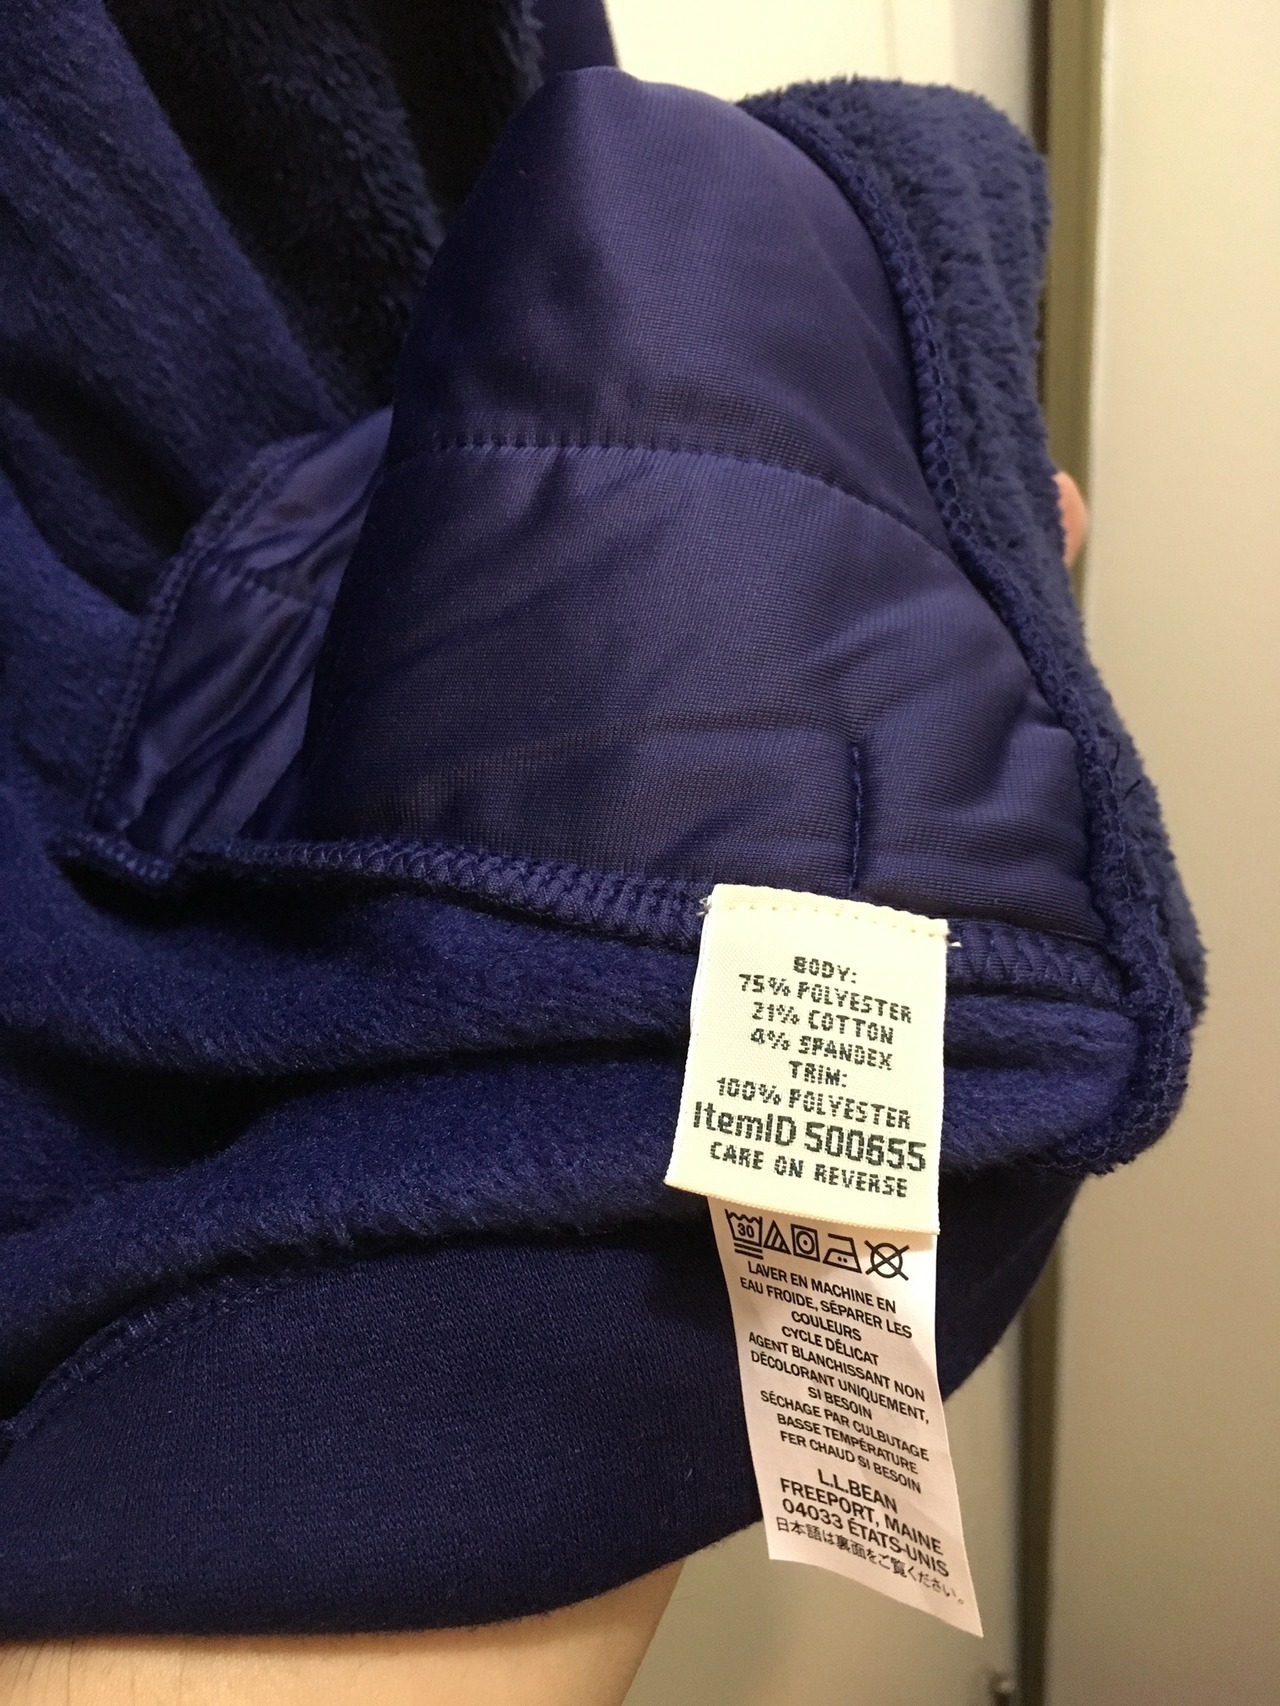 BODY:
75% POLYESTER
21% COTTON
4% SPANDEX
TRIM:
100% POLYESTER
ItemID 500655
CARE ON REVERSE
30
LAVER EN MACHINE EN
EAU FROIDE, SÉPARER LES
COULEURS
CYCLE DÉLICAT
AGENT BLANCHISSANT NON
DÉCOLORANT UNIQUEMENT,
SI BESOIN
SÉCHAGE PAR CULBUTAGE
BASSE TEMPÉRATURE
FER CHAUD SI BESOIN
L.L.BEAN
FREEPORT, MAINE
04033 ÉTATS-UNIS
日本語は裏面をご覧ください。